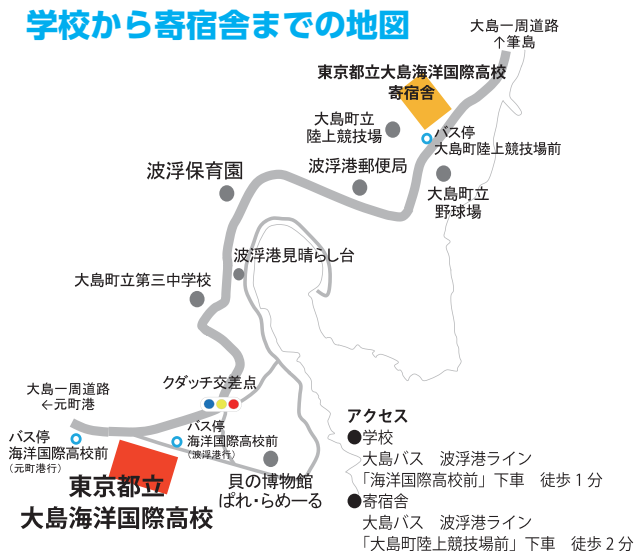 学校から寄宿舎までの地図
大島一周道路
↑筆島
東京都立大島海洋国際高校
寄宿舎
大島町立
陸上競技場
バス停
大島町陸上競技場前
波浮港郵便局
波浮保育園
大島町立
野球場
波浮港見晴らし台
大島町立第三中学校
クダッチ交差点
大島一周道路
←元町港
バス停
海洋国際高校前
（波浮港行）
バス停
海洋国際高校前
（元町港行）
貝の博物館
ぱれ・らめーる
東京都立
大島海洋国際高校
アクセス
●学校
大島バス　波浮港ライン
「海洋国際高校前」下車　徒歩１分
●寄宿舎
大島バス　波浮港ライン
「大島町陸上競技場前」下車　徒歩２分